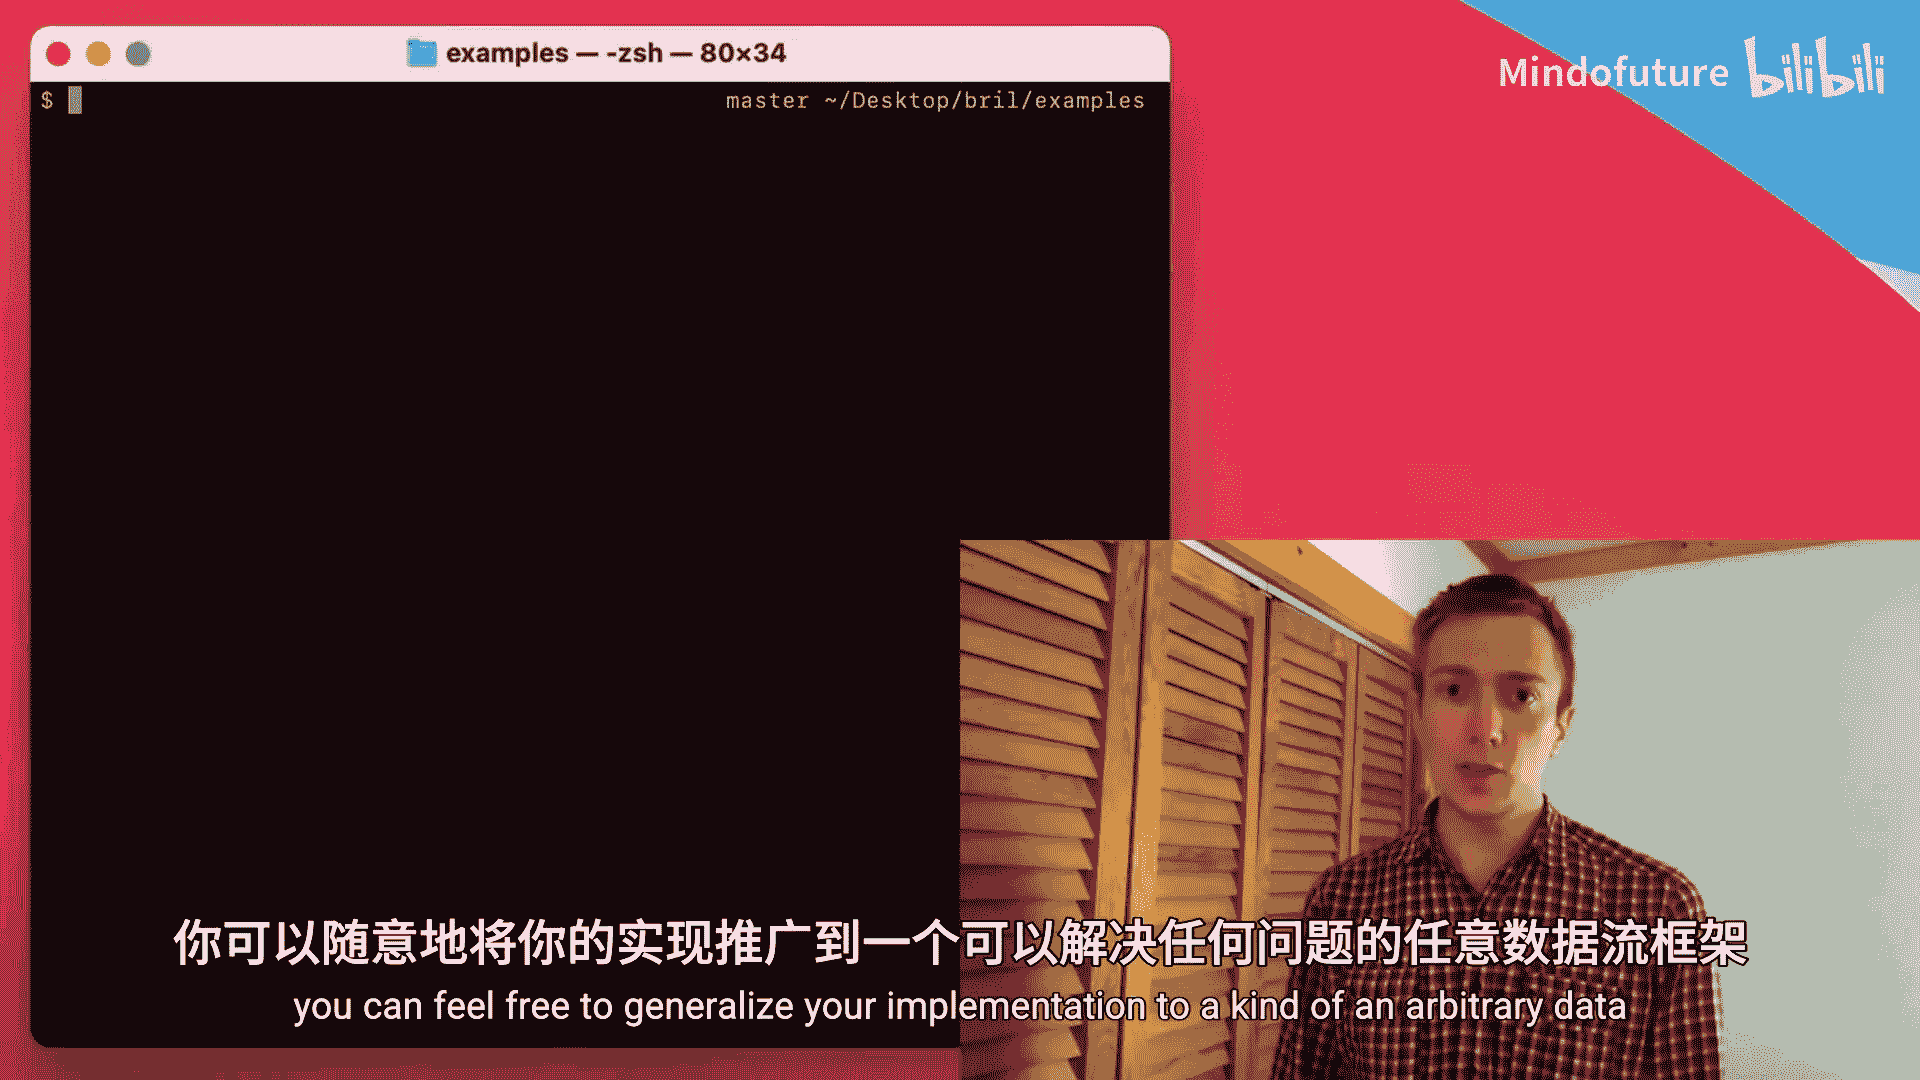 examples — -zsh — 80×34
Mindofuture bilibili
$ master ~/Desktop/bril/examples
你可以随意地将你的实现推广到一个可以解决任何问题的任意数据流框架
you can feel free to generalize your implementation to a kind of an arbitrary data